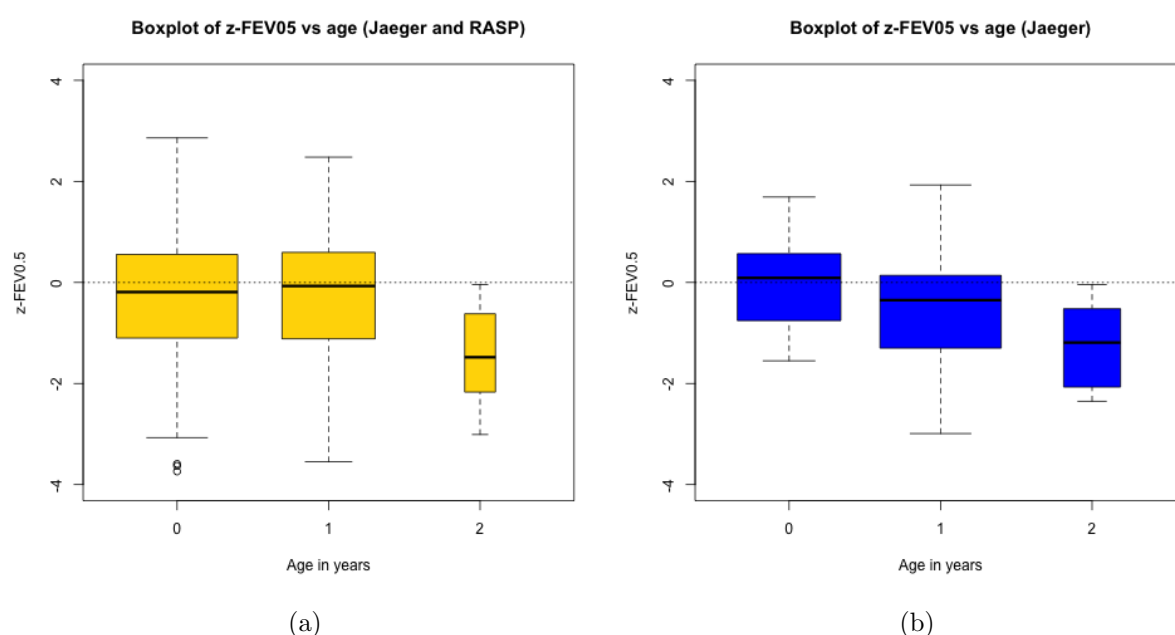 Boxplot of z-FEV05 vs age (Jaeger and RASP)
4
2
0
-2
-4
z-FEV0.5
0 1 2
Age in years
(a)
Boxplot of z-FEV05 vs age (Jaeger)
4
2
0
-2
-4
z-FEV0.5
0 1 2
Age in years
(b)